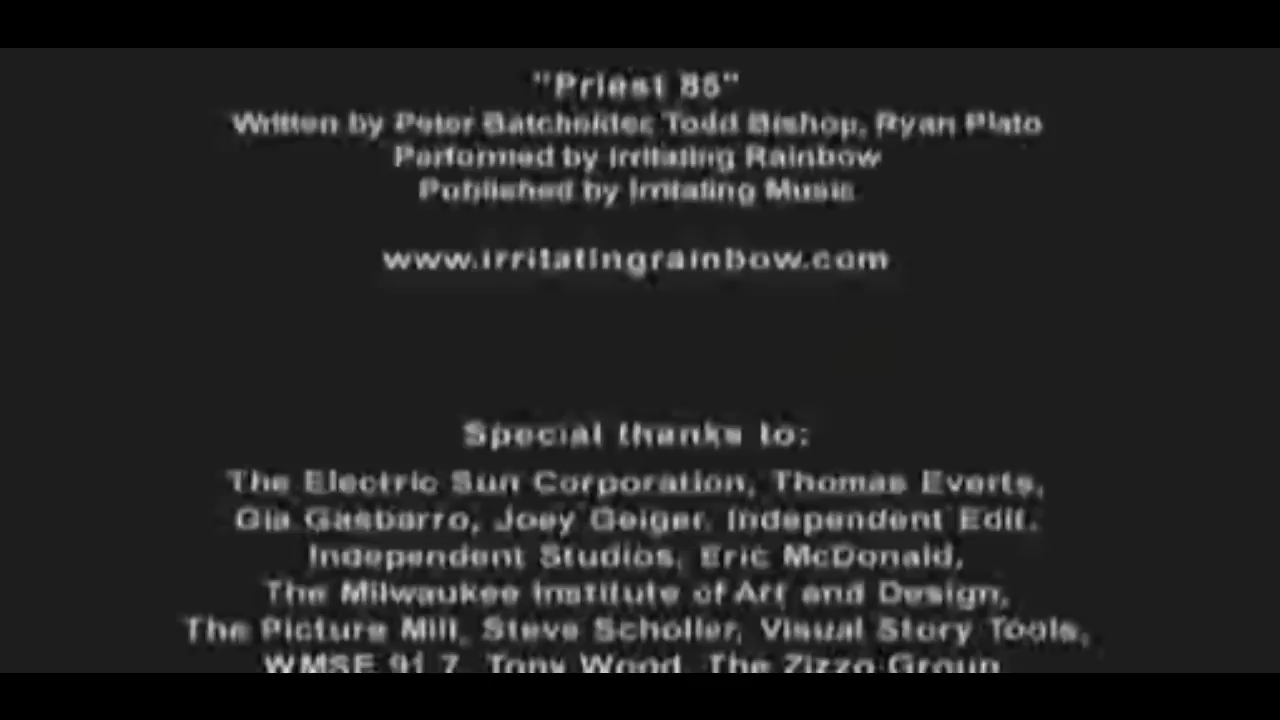 "Priest 85"
Written by Peter Batchelder, Todd Bishop, Ryan Plato
Performed by Irritating Rainbow
Published by Irritating Music
www.irritatingrainbow.com
Special thanks to:
The Electric Sun Corporation, Thomas Everts,
Gia Gasbarro, Joey Geiger, Independent Edit,
Independent Studios, Eric McDonald,
The Milwaukee Institute of Art and Design,
The Picture Mill, Steve Scholler, Visual Story Tools,
WMSE 91.7, Tony Wood, The Zizzo Group